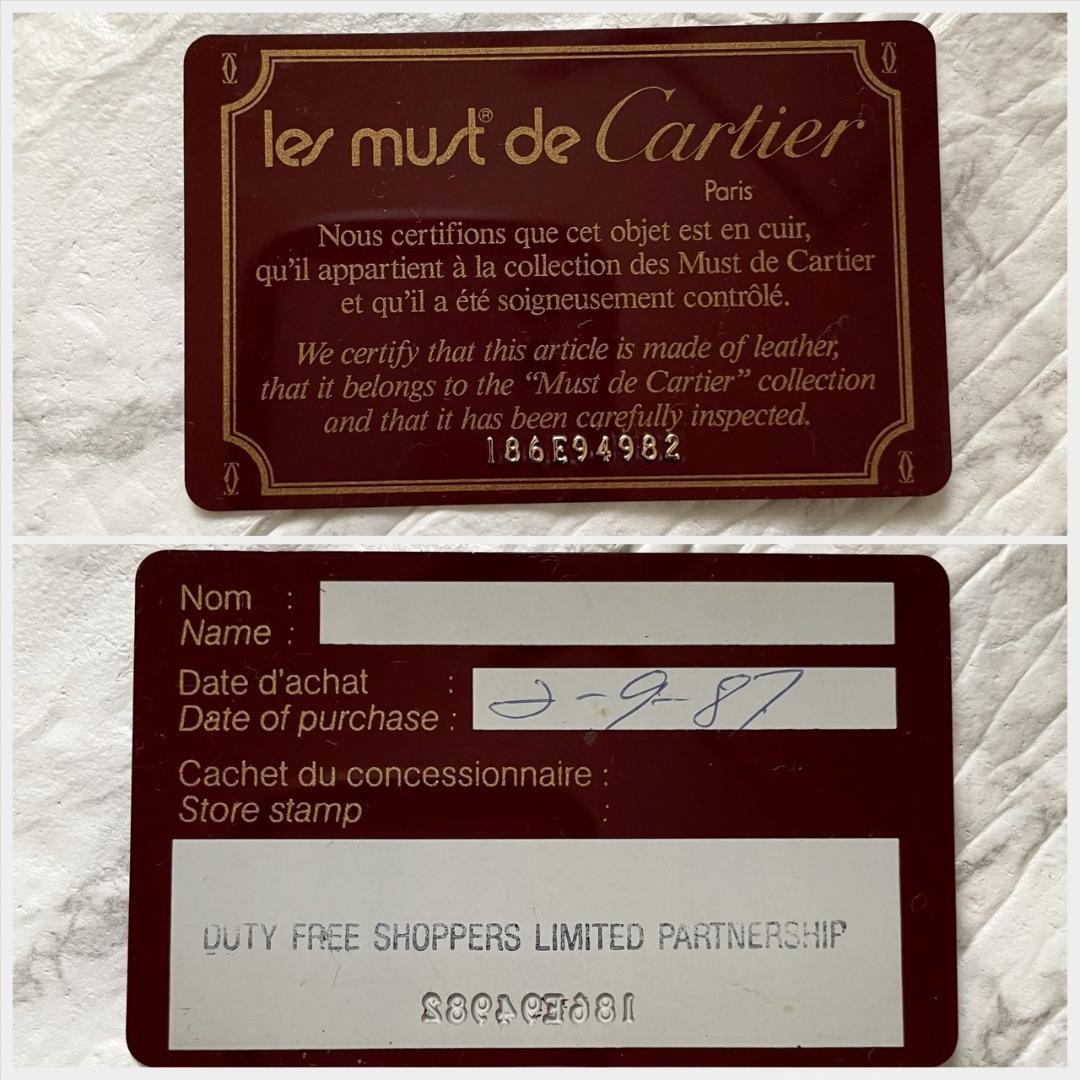 les must® de Cartier
Paris
Nous certifions que cet objet est en cuir,
qu'il appartient à la collection des Must de Cartier
et qu'il a été soigneusement contrôlé.
We certify that this article is made of leather,
that it belongs to the “Must de Cartier” collection
and that it has been carefully inspected.
186E94982
Nom :
Name :
2-9-87
Date d'achat :
Date of purchase :
Cachet du concessionnaire :
Store stamp :
DUTY FREE SHOPPERS LIMITED PARTNERSHIP
186E94982